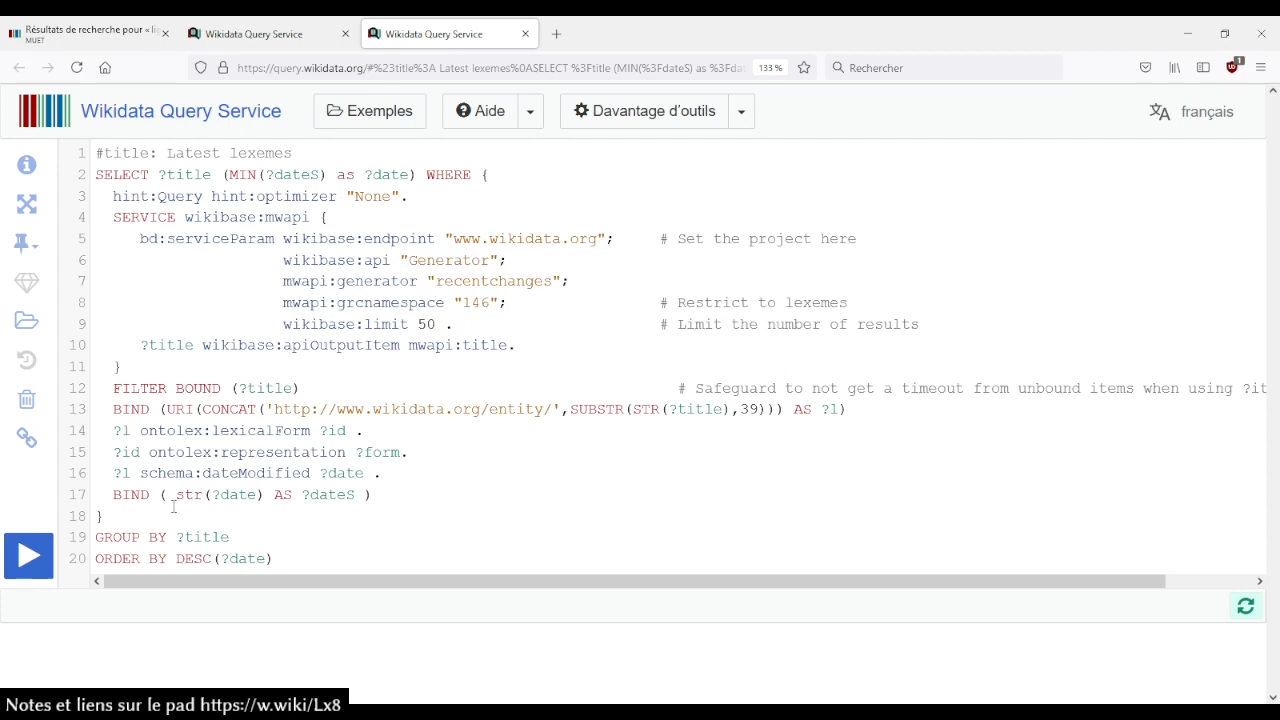 Résultats de recherche pour « li
MUET
Wikidata Query Service
Wikidata Query Service
https://query.wikidata.org/#%23title%3A Latest lexemes%0ASELECT %3Ftitle (MIN(%3FdateS) as %3Fdat
133 %
Rechercher
1
Wikidata Query Service
Exemples
Aide
Davantage d'outils
français
1 #title: Latest lexemes
2 SELECT ?title (MIN(?dateS) as ?date) WHERE {
3 hint:Query hint:optimizer "None".
4 SERVICE wikibase:mwapi {
5 bd:serviceParam wikibase:endpoint "www.wikidata.org"; # Set the project here
6 wikibase:api "Generator";
7 mwapi:generator "recentchanges";
8 mwapi:grcnamespace "146"; # Restrict to lexemes
9 wikibase:limit 50 . # Limit the number of results
10 ?title wikibase:apiOutputItem mwapi:title.
11 }
12 FILTER BOUND (?title) # Safeguard to not get a timeout from unbound items when using ?it
13 BIND (URI(CONCAT('http://www.wikidata.org/entity/',SUBSTR(STR(?title),39))) AS ?l)
14 ?l ontolex:lexicalForm ?id .
15 ?id ontolex:representation ?form.
16 ?l schema:dateModified ?date .
17 BIND ( str(?date) AS ?dateS )
18 }
19 GROUP BY ?title
20 ORDER BY DESC(?date)
Notes et liens sur le pad https://w.wiki/Lx8